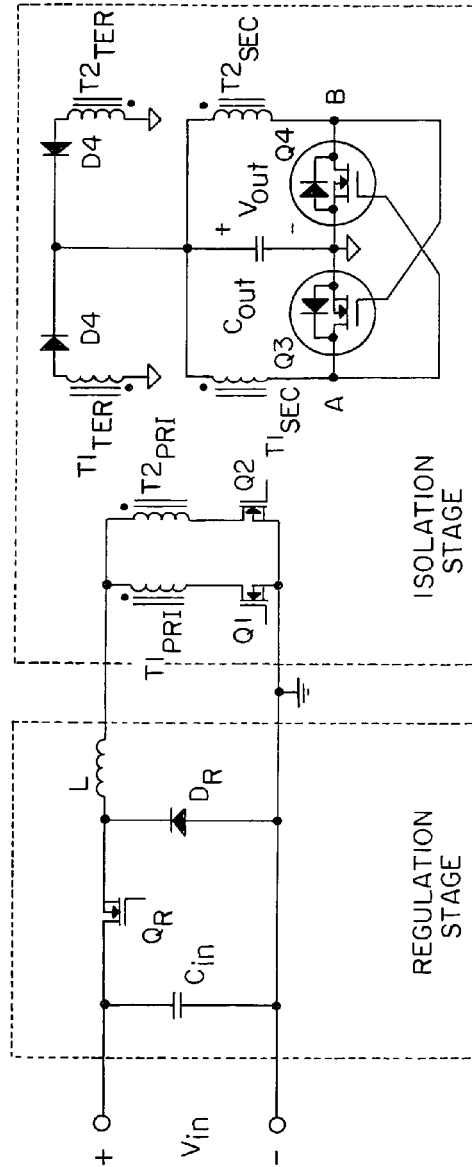 +
Vin
−
Cin
QR
DR
L
REGULATION
STAGE
T1PRI
T2PRI
Q1
Q2
ISOLATION
STAGE
T1TER
D4
D4
T2TER
T1SEC
T2SEC
Cout
+
Vout
−
Q3
Q4
A
B